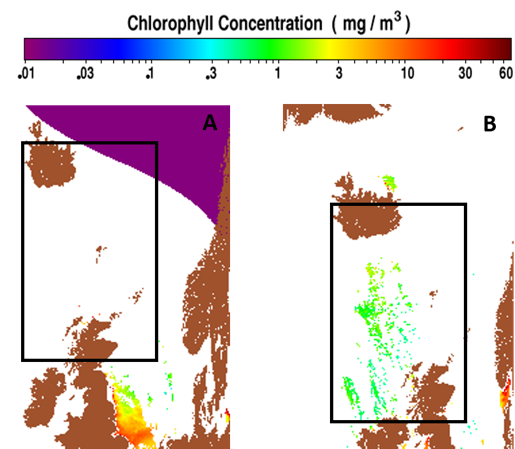 Chlorophyll Concentration ( mg / m³ )
.01 .03 .1 .3 1 3 10 30 60
A B